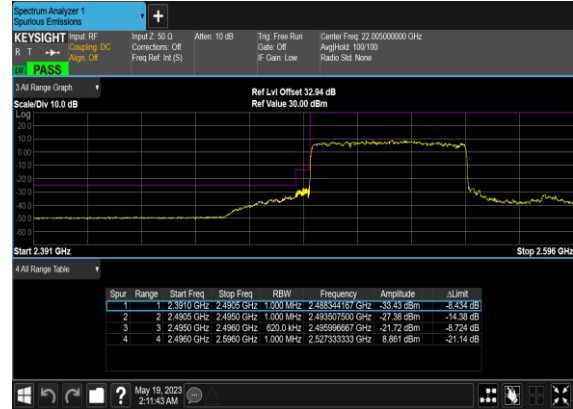 Spectrum Analyzer 1
Spurious Emissions
KEYSIGHT Input: RF Input Z: 50 Ω Atten: 10 dB Trig: Free Run Center Freq: 22.005000000 GHz
R T Coupling: DC Corrections: Off Gate: Off Avg|Hold: 100/100
Align: Off Freq Ref: Int (S) IF Gain: Low Radio Std: None
PASS
3 All Range Graph
Ref Lvl Offset 32.94 dB
Scale/Div 10.0 dB Ref Value 30.00 dBm
Log
20.0
10.0
0.00
-10.0
-20.0
-30.0
-40.0
-50.0
-60.0
Start 2.391 GHz Stop 2.596 GHz
4 All Range Table
Spur Range Start Freq Stop Freq RBW Frequency Amplitude ΔLimit
1 1 2.3910 GHz 2.4905 GHz 1.000 MHz 2.488344167 GHz -33.43 dBm -8.434 dB
2 2 2.4905 GHz 2.4950 GHz 1.000 MHz 2.493507500 GHz -27.38 dBm -14.38 dB
3 3 2.4950 GHz 2.4960 GHz 620.0 kHz 2.495996667 GHz -21.72 dBm -8.724 dB
4 4 2.4960 GHz 2.5960 GHz 1.000 MHz 2.527333333 GHz 8.861 dBm -21.14 dB
? May 19, 2023
2:11:43 AM